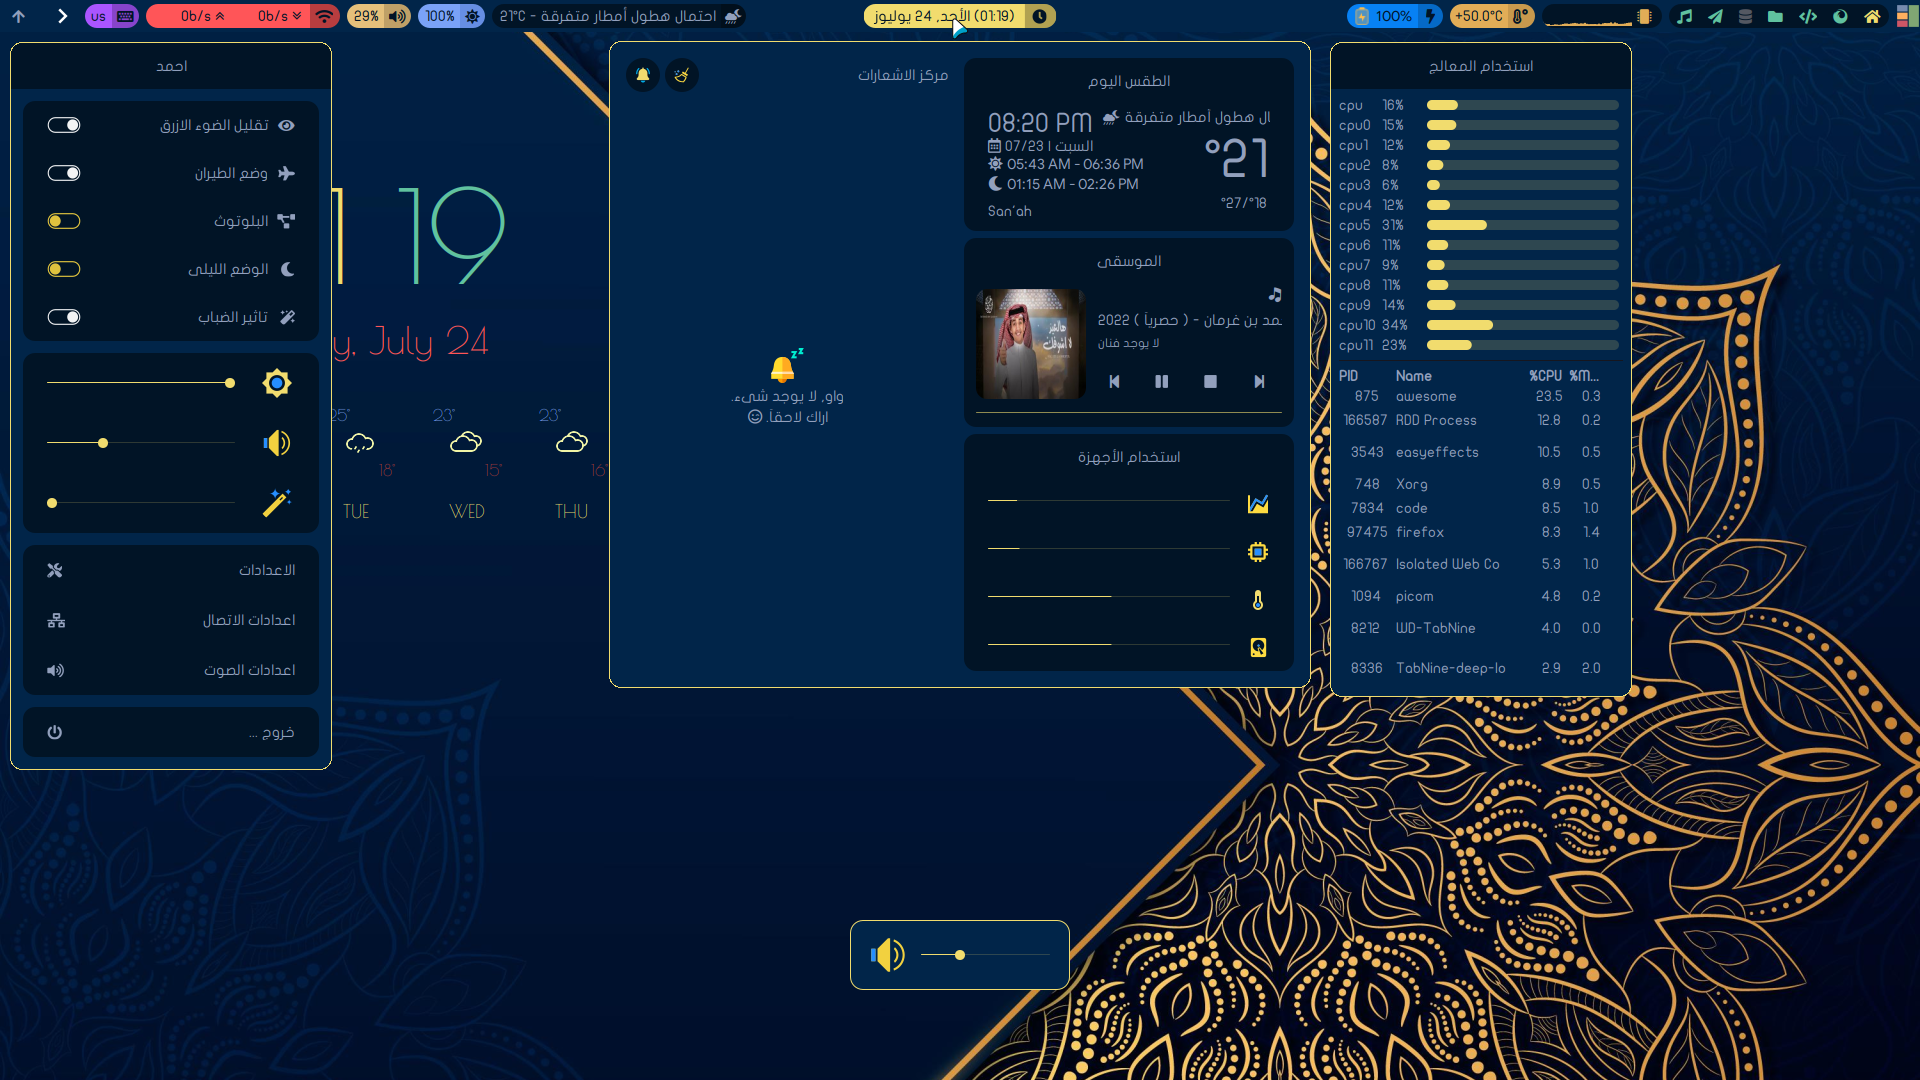 us
0b/s
0b/s
29%
100%
احتمال هطول أمطار متفرقة - 21°C
الأحد, 24 يوليوز (01:19)
100%
+50.0°C
احمد
تقليل الضوء الازرق
وضع الطيران
البلوتوث
الوضع الليلي
تاثير الضباب
الاعدادات
اعدادات الاتصال
اعدادات الصوت
خروج ...
19
y, July 24
25°
18°
TUE
23°
15°
WED
23°
16°
THU
مركز الاشعارات
واو, لا يوجد شيء.
اراك لاحقاً.
الطقس اليوم
08:20 PM
ال هطول أمطار متفرقة
السبت | 07/23
05:43 AM - 06:36 PM
01:15 AM - 02:26 PM
°21
°27/°18
San'ah
الموسيقى
مد بن غرمان - ( حصرياً ) 2022
لا يوجد فنان
استخدام الأجهزة
استخدام المعالج
cpu 16%
cpu0 15%
cpu1 12%
cpu2 8%
cpu3 6%
cpu4 12%
cpu5 31%
cpu6 11%
cpu7 9%
cpu8 11%
cpu9 14%
cpu10 34%
cpu11 23%
PID Name %CPU %M...
875 awesome 23.5 0.3
166587 RDD Process 12.8 0.2
3543 easyeffects 10.5 0.5
748 Xorg 8.9 0.5
7834 code 8.5 1.0
97475 firefox 8.3 1.4
166767 Isolated Web Co 5.3 1.0
1094 picom 4.8 0.2
8212 WD-TabNine 4.0 0.0
8336 TabNine-deep-lo 2.9 2.0